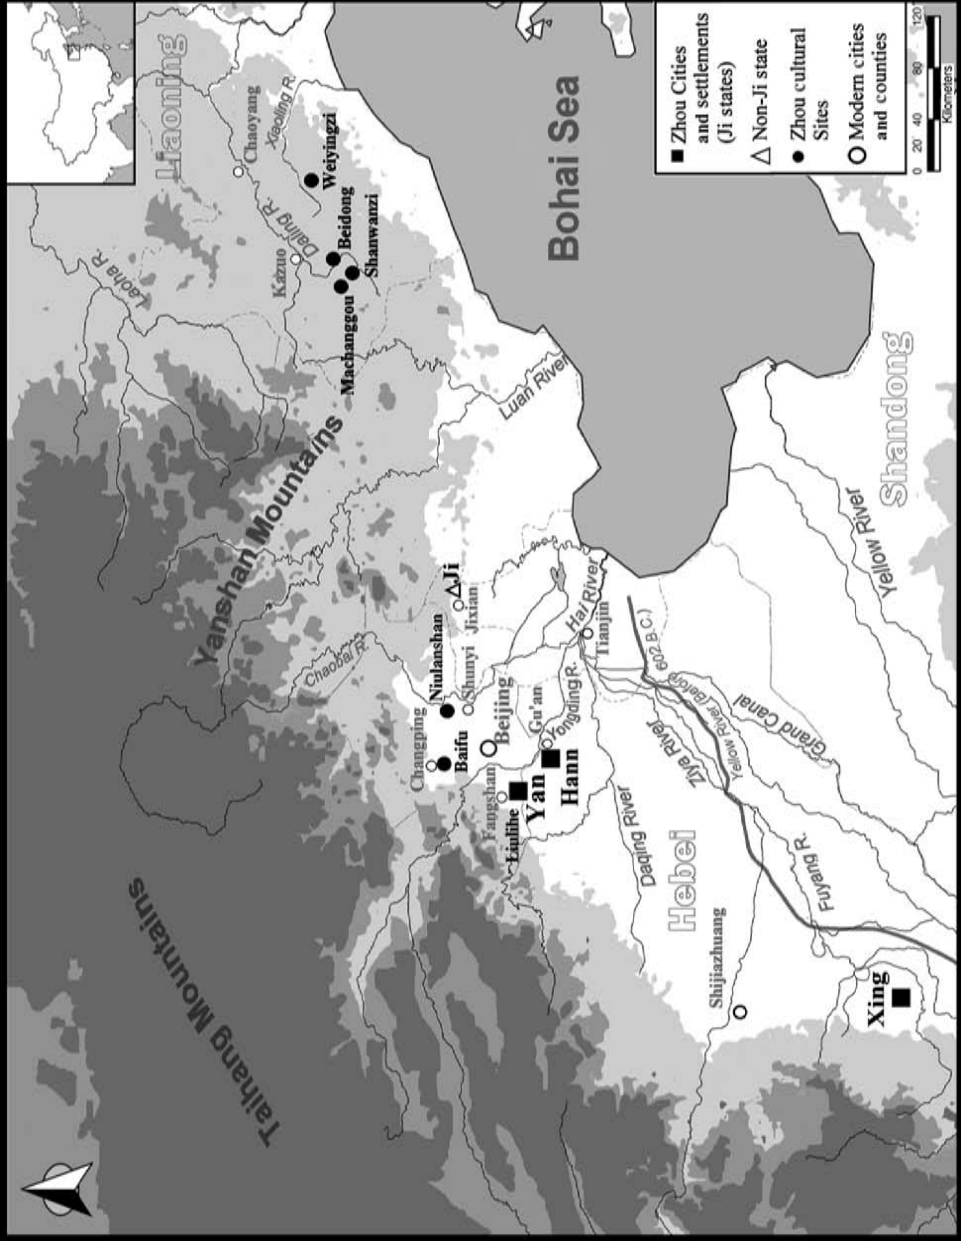 Liaoning
Chaoyang
Xiaoling R.
Weiyingzi
Daling R.
Beidong
Shanwanzi
Kazuo
Machanggou
Laoha R.
Yanshan Mountains
Luan River
Bohai Sea
Zhou Cities
and settlements
(Ji states)
Non-Ji state
Zhou cultural
Sites
Modern cities
and counties
0 20 40 80 120
Kilometers
Ji
Jixian
Niulanshan
Shunyi
Chaobai R.
Changping
Baifu
Beijing
Gu'an
Yongding R.
Hai River
Tianjin
Fangshan
Liulihe
Yan
Hann
Daqing River
Ziya River
Yellow River (Before 602 B.C.)
Grand Canal
Yellow River
Shandong
Hebei
Fuyang R.
Shijiazhuang
Xing
Taihang Mountains